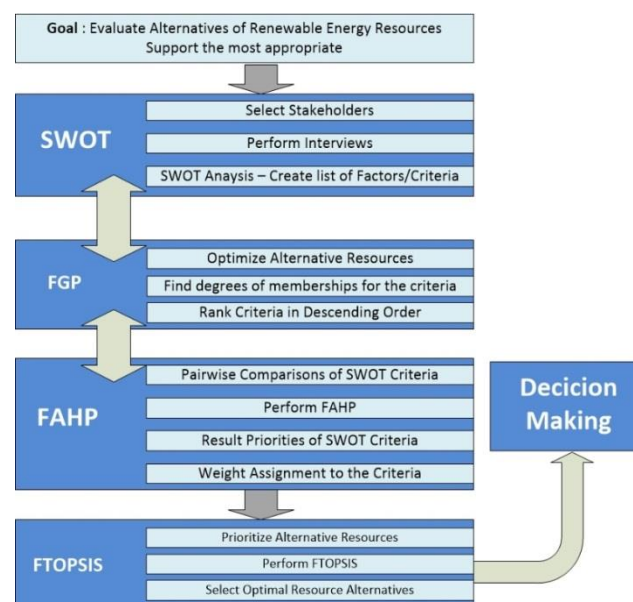 Goal : Evaluate Alternatives of Renewable Energy Resources
Support the most appropriate
SWOT
Select Stakeholders
Perform Interviews
SWOT Anaysis – Create list of Factors/Criteria
FGP
Optimize Alternative Resources
Find degrees of memberships for the criteria
Rank Criteria in Descending Order
FAHP
Pairwise Comparisons of SWOT Criteria
Perform FAHP
Result Priorities of SWOT Criteria
Weight Assignment to the Criteria
FTOPSIS
Prioritize Alternative Resources
Perform FTOPSIS
Select Optimal Resource Alternatives
Decicion
Making